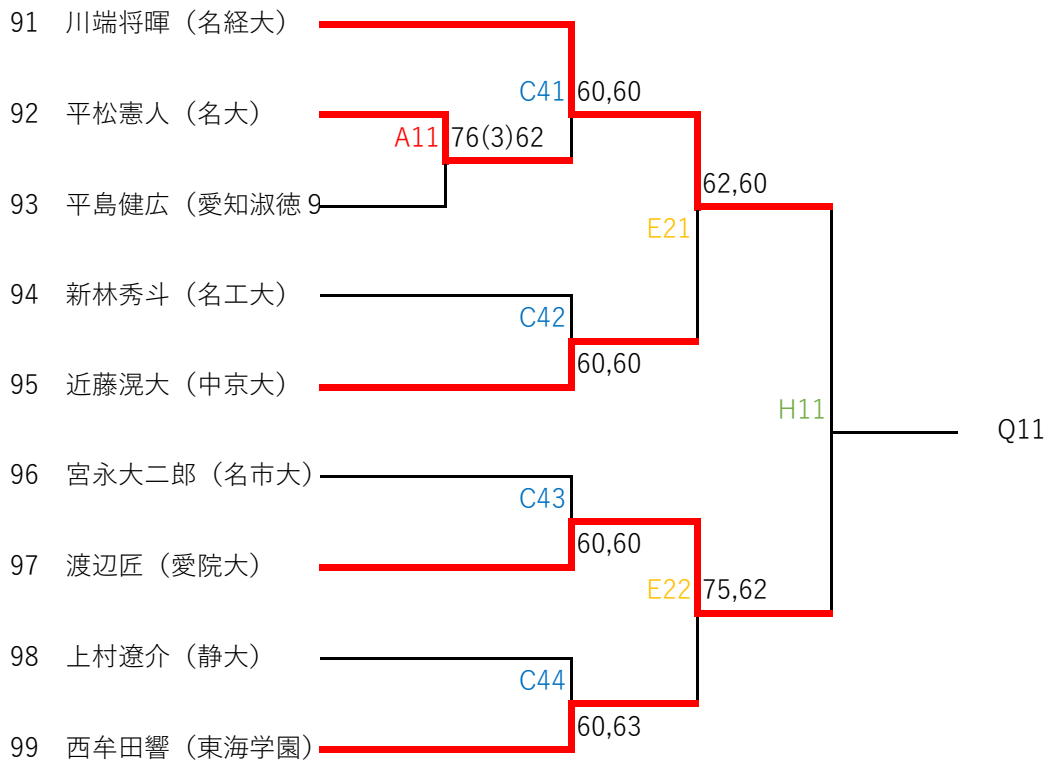 91 川端将暉（名経大）
C41 60,60
92 平松憲人（名大）
A11 76(3)62
62,60
93 平島健広（愛知淑徳 9
E21
94 新林秀斗（名工大）
C42
60,60
95 近藤滉大（中京大）
H11
Q11
96 宮永大二郎（名市大）
C43
60,60
97 渡辺匠（愛院大）
E22 75,62
98 上村遼介（静大）
C44
60,63
99 西牟田響（東海学園）